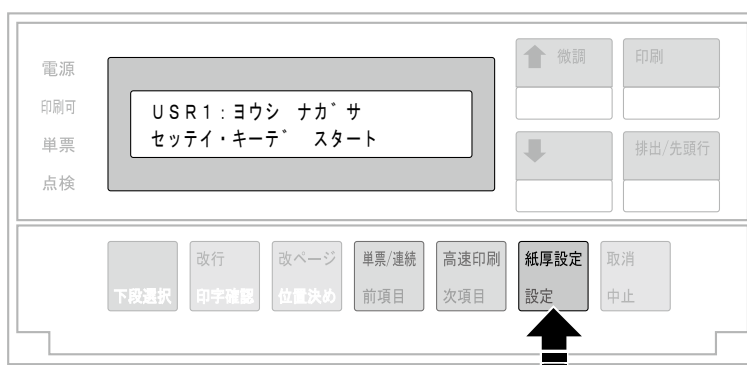 電源
印刷可
単票
点検
USR1:ヨウシ ナガ゛サ
セッテイ・キーデ゛ スタート
微調
印刷
排出/先頭行
下段選択
改行
印字確認
改ページ
位置決め
単票/連続
前項目
高速印刷
次項目
紙厚設定
設定
取消
中止